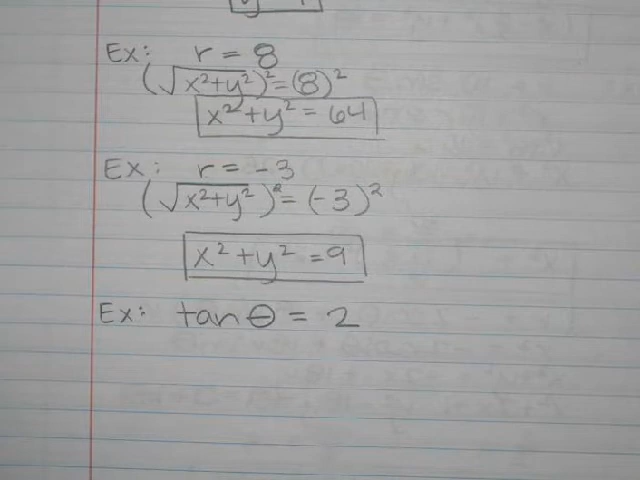 Ex: r = 8
(√x²+y²)² = (8)²
x² + y² = 64
Ex: r = -3
(√x²+y²)² = (-3)²
x² + y² = 9
Ex: tan θ = 2